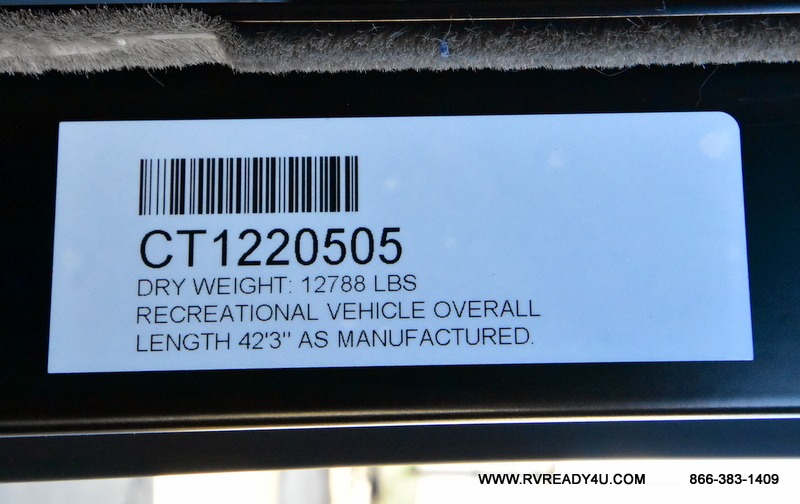 CT1220505
DRY WEIGHT: 12788 LBS
RECREATIONAL VEHICLE OVERALL
LENGTH 42'3" AS MANUFACTURED.
WWW.RVREADY4U.COM 866-383-1409